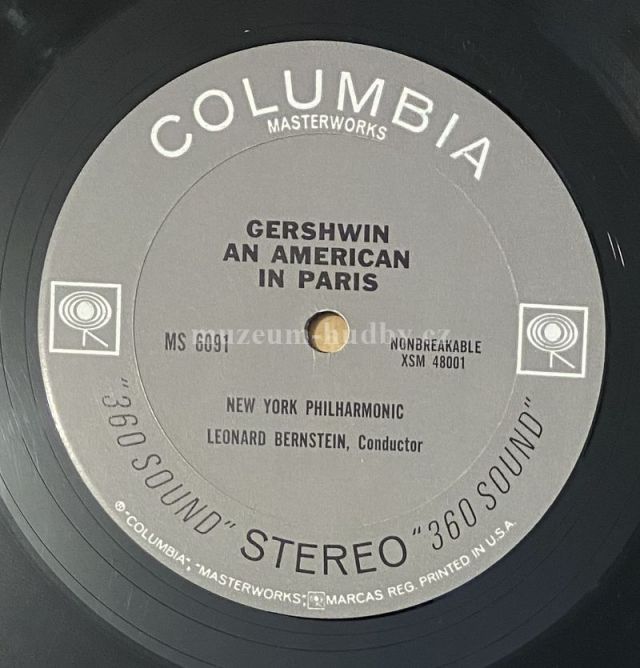 COLUMBIA
MASTERWORKS
GERSHWIN
AN AMERICAN
IN PARIS
muzeum-hudby.cz
MS 6091
NONBREAKABLE
XSM 48001
NEW YORK PHILHARMONIC
LEONARD BERNSTEIN, Conductor
"360 SOUND" STEREO "360 SOUND"
® "COLUMBIA", "MASTERWORKS", MARCAS REG. PRINTED IN U.S.A.